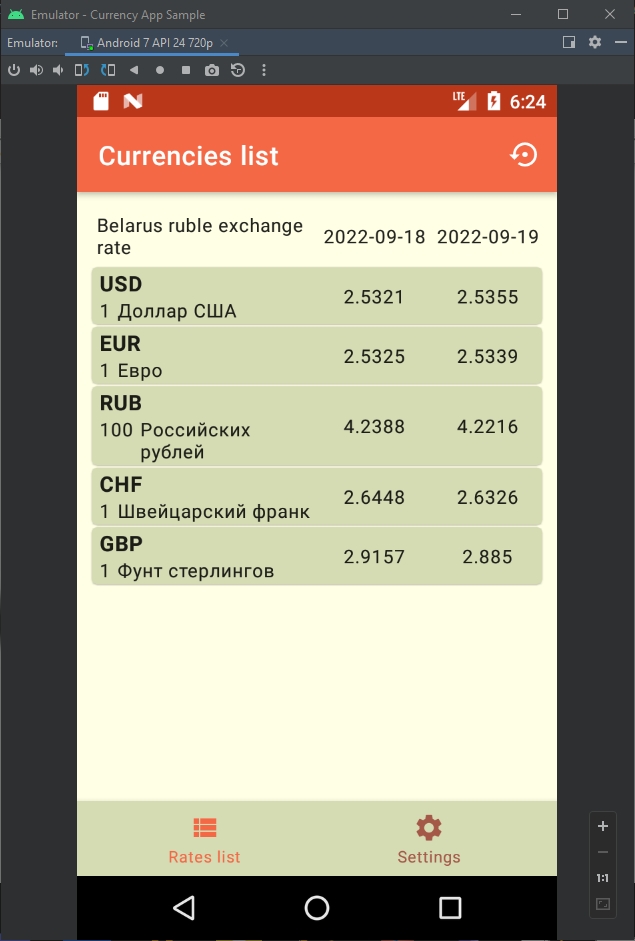 Emulator - Currency App Sample
Emulator: Android 7 API 24 720p
LTE 6:24
Currencies list
Belarus ruble exchange
rate
2022-09-18 2022-09-19
USD
1 Доллар США
2.5321 2.5355
EUR
1 Евро
2.5325 2.5339
RUB
100 Российских
рублей
4.2388 4.2216
CHF
1 Швейцарский франк
2.6448 2.6326
GBP
1 Фунт стерлингов
2.9157 2.885
Rates list Settings
1:1